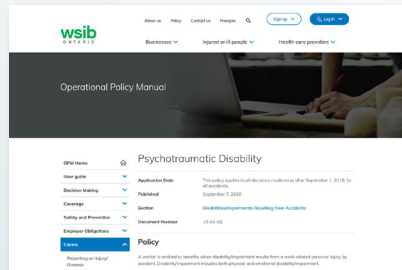 About us Policy Contact us Français Sign up Log in
wsib
ONTARIO
Businesses Injured or ill people Health care providers
Operational Policy Manual
OPM Home
User guide
Decision Making
Coverage
Safety and Prevention
Employer Obligations
Claims
Reporting an Injury/
Disease
Psychotraumatic Disability
Application Date This policy applies to all decisions made on or after September 1, 2018, for
all accidents.
Published September 7, 2018
Section Disabilities/Impairments Resulting from Accidents
Document Number 15-04-02
Policy
A worker is entitled to benefits when disability/impairment results from a work-related personal injury by
accident. Disability/impairment includes both physical and emotional disability/impairment.